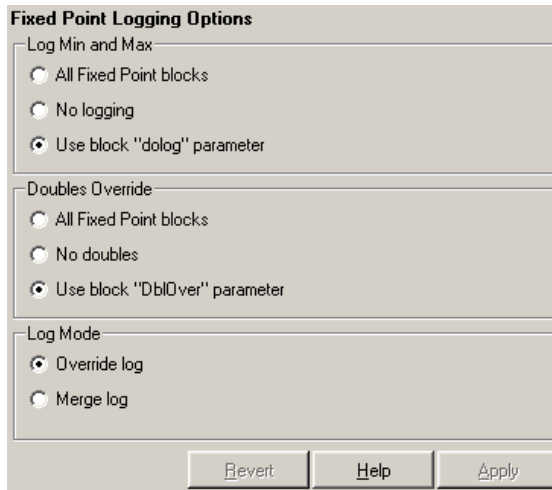 Fixed Point Logging Options
Log Min and Max
All Fixed Point blocks
No logging
Use block "dolog" parameter
Doubles Override
All Fixed Point blocks
No doubles
Use block "DblOver" parameter
Log Mode
Override log
Merge log
Revert Help Apply